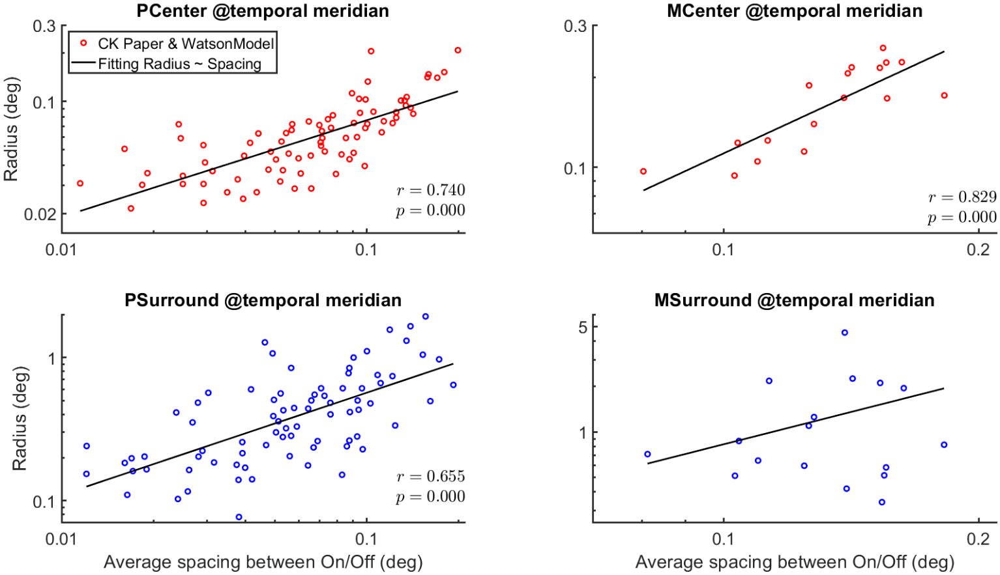 PCenter @temporal meridian
0.3
0.1
0.02
Radius (deg)
CK Paper & WatsonModel
Fitting Radius ~ Spacing
r = 0.740
p = 0.000
0.01
0.1
MCenter @temporal meridian
0.3
0.1
r = 0.829
p = 0.000
0.1
0.2
PSurround @temporal meridian
1
0.1
Radius (deg)
r = 0.655
p = 0.000
0.01
0.1
Average spacing between On/Off (deg)
MSurround @temporal meridian
5
1
0.1
0.2
Average spacing between On/Off (deg)